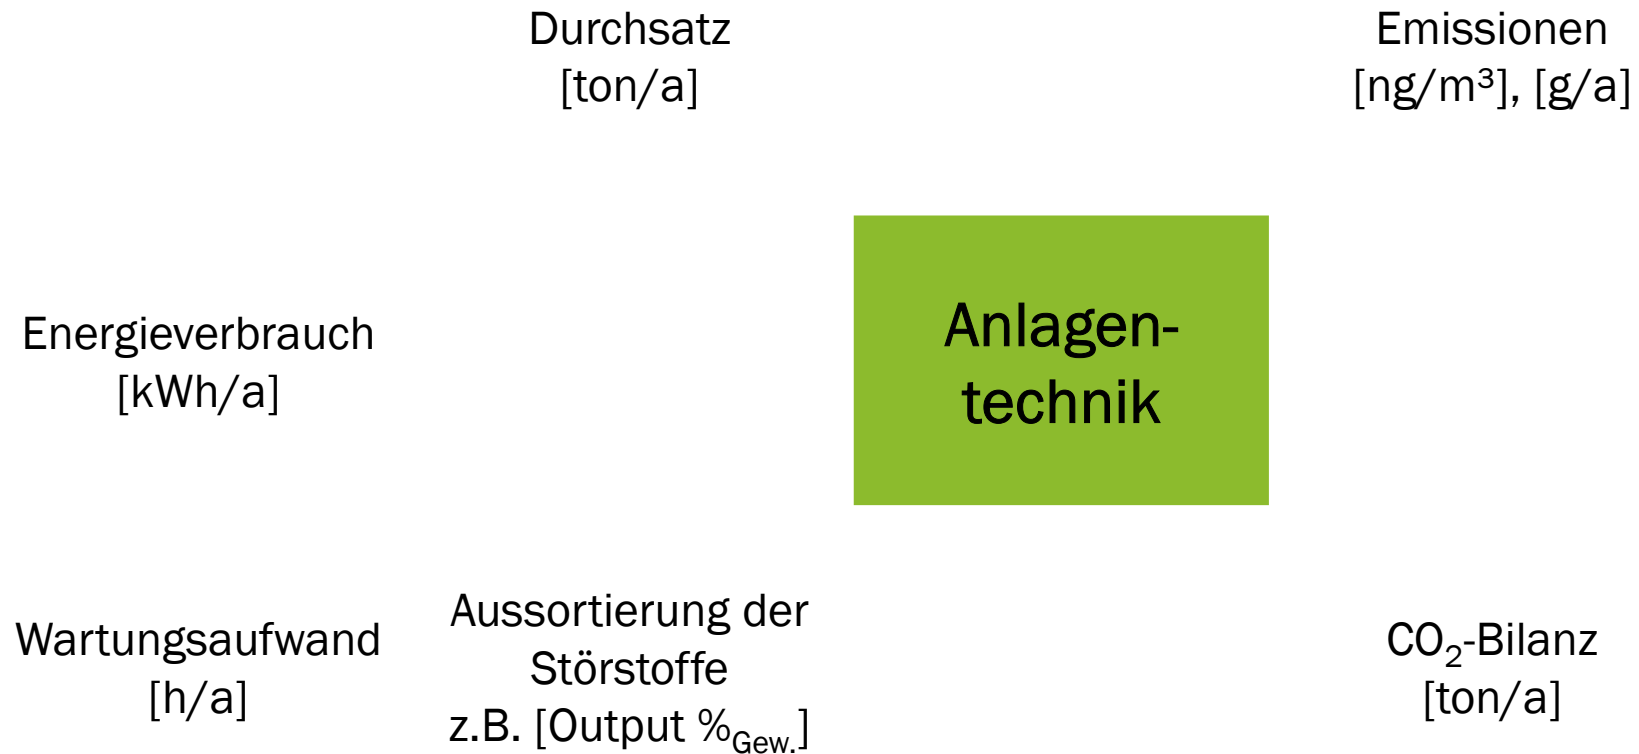 Durchsatz
[ton/a]
Emissionen
[ng/m³], [g/a]
Energieverbrauch
[kWh/a]
Anlagen-
technik
Wartungsaufwand
[h/a]
Aussortierung der
Störstoffe
z.B. [Output %Gew.]
CO₂-Bilanz
[ton/a]